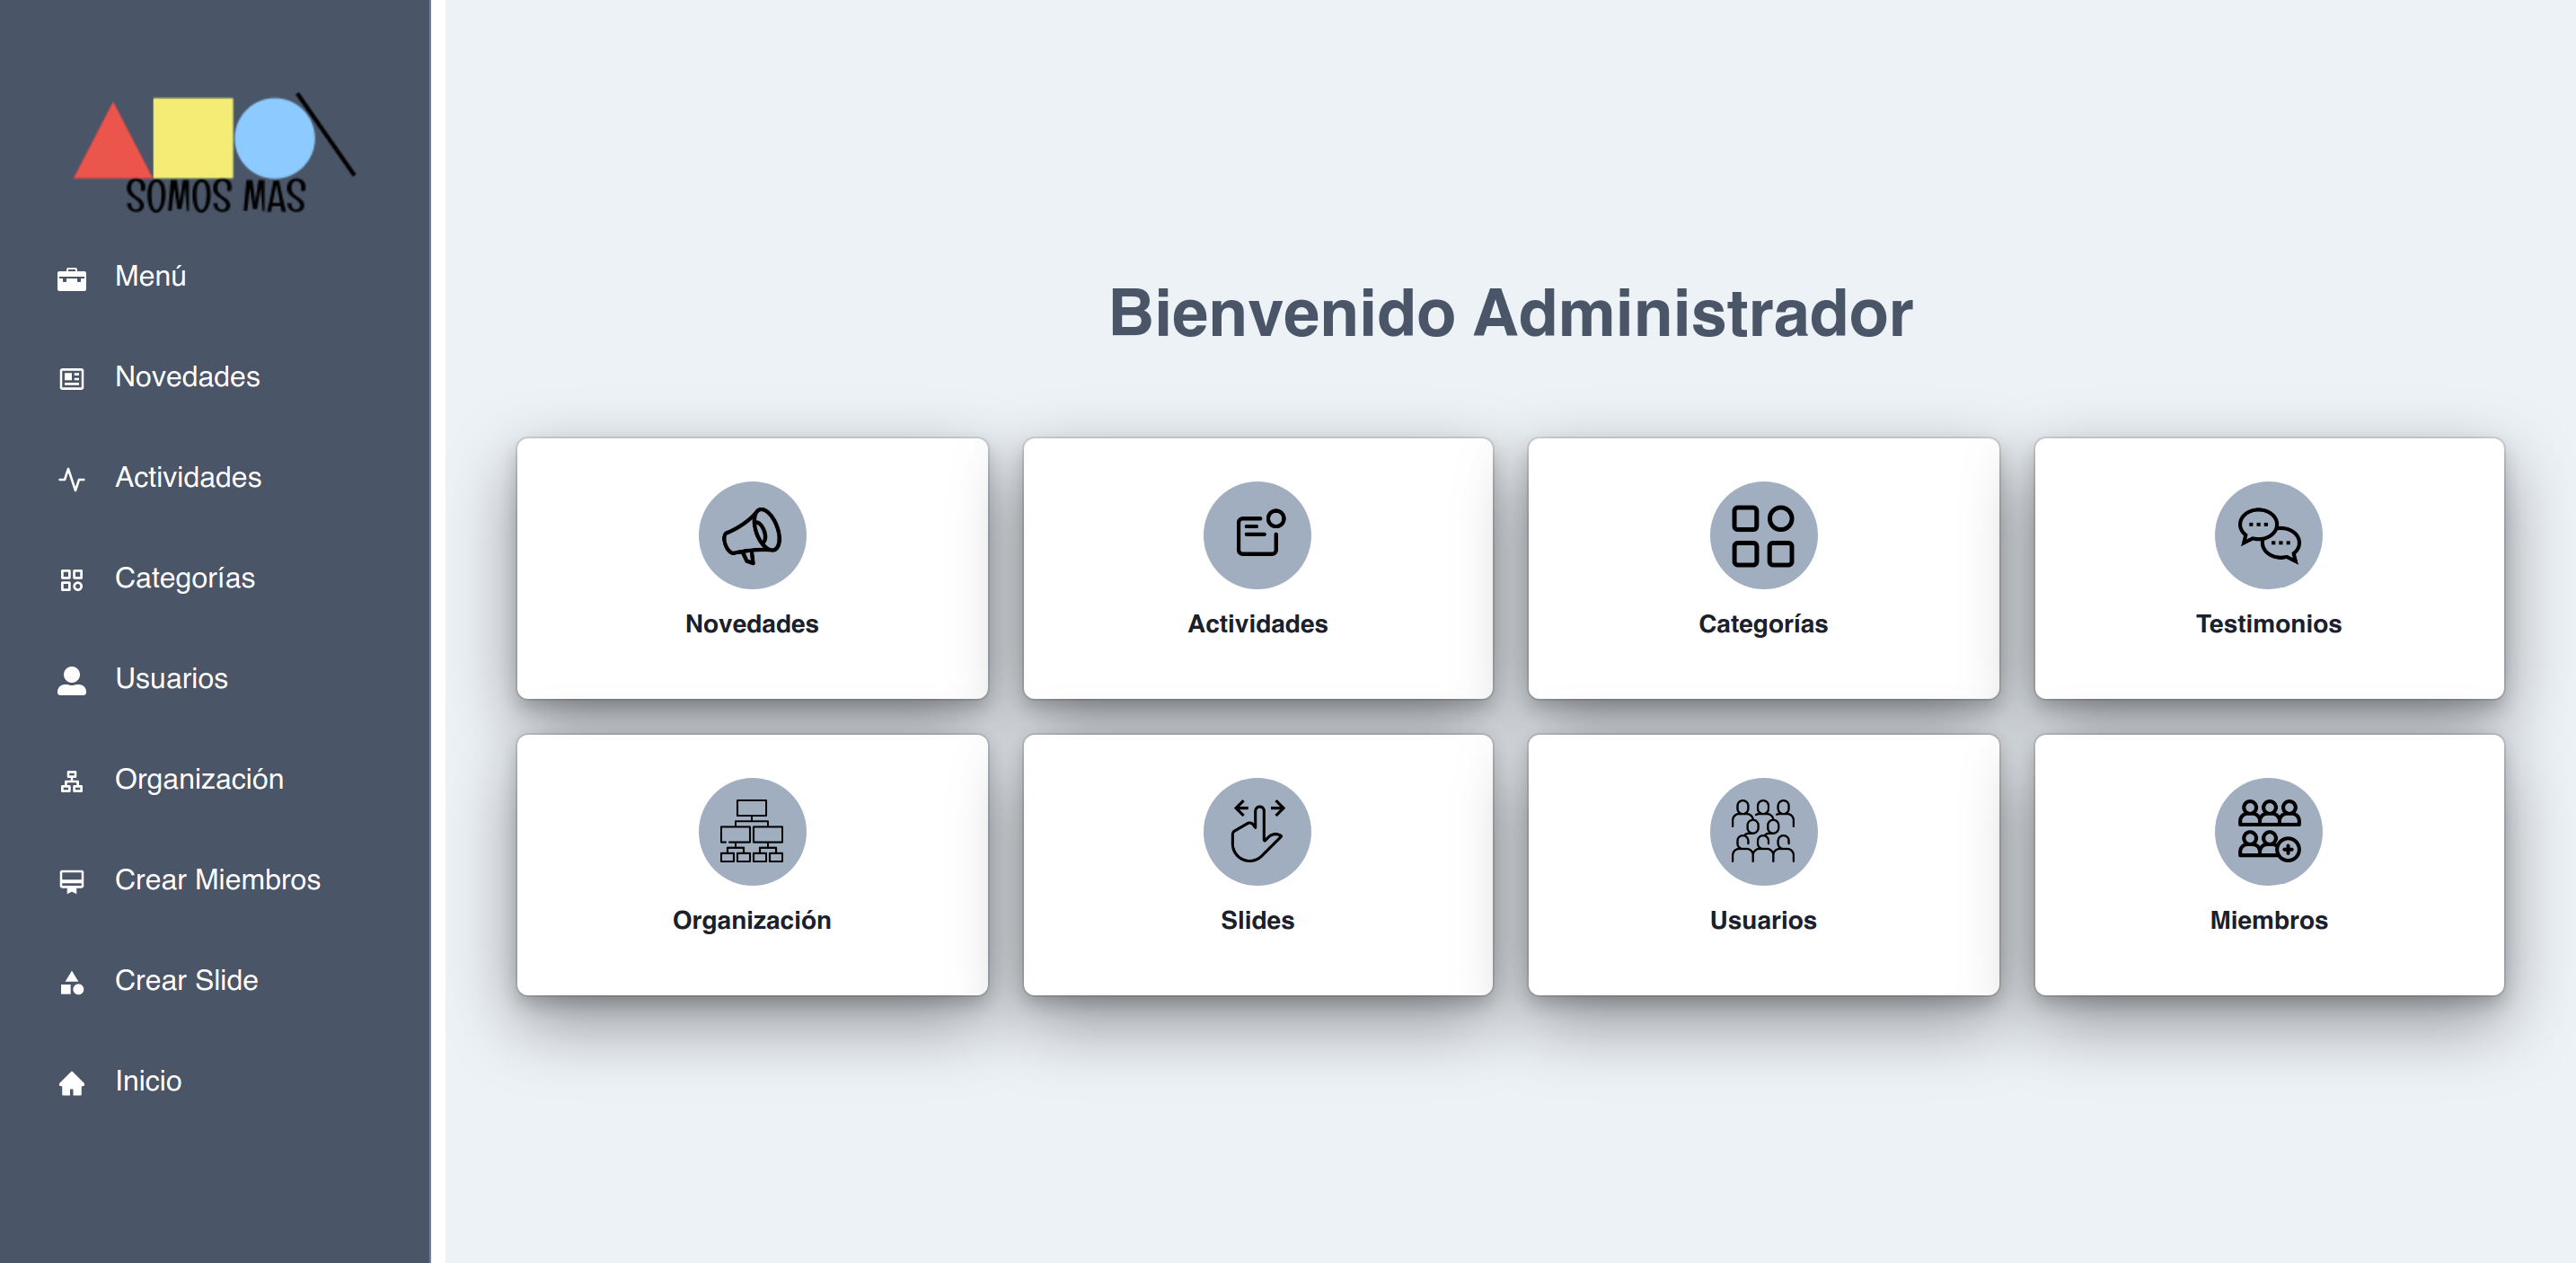 SOMOS MAS
Menú
Novedades
Actividades
Categorías
Usuarios
Organización
Crear Miembros
Crear Slide
Inicio
Bienvenido Administrador
Novedades
Actividades
Categorías
Testimonios
Organización
Slides
Usuarios
Miembros